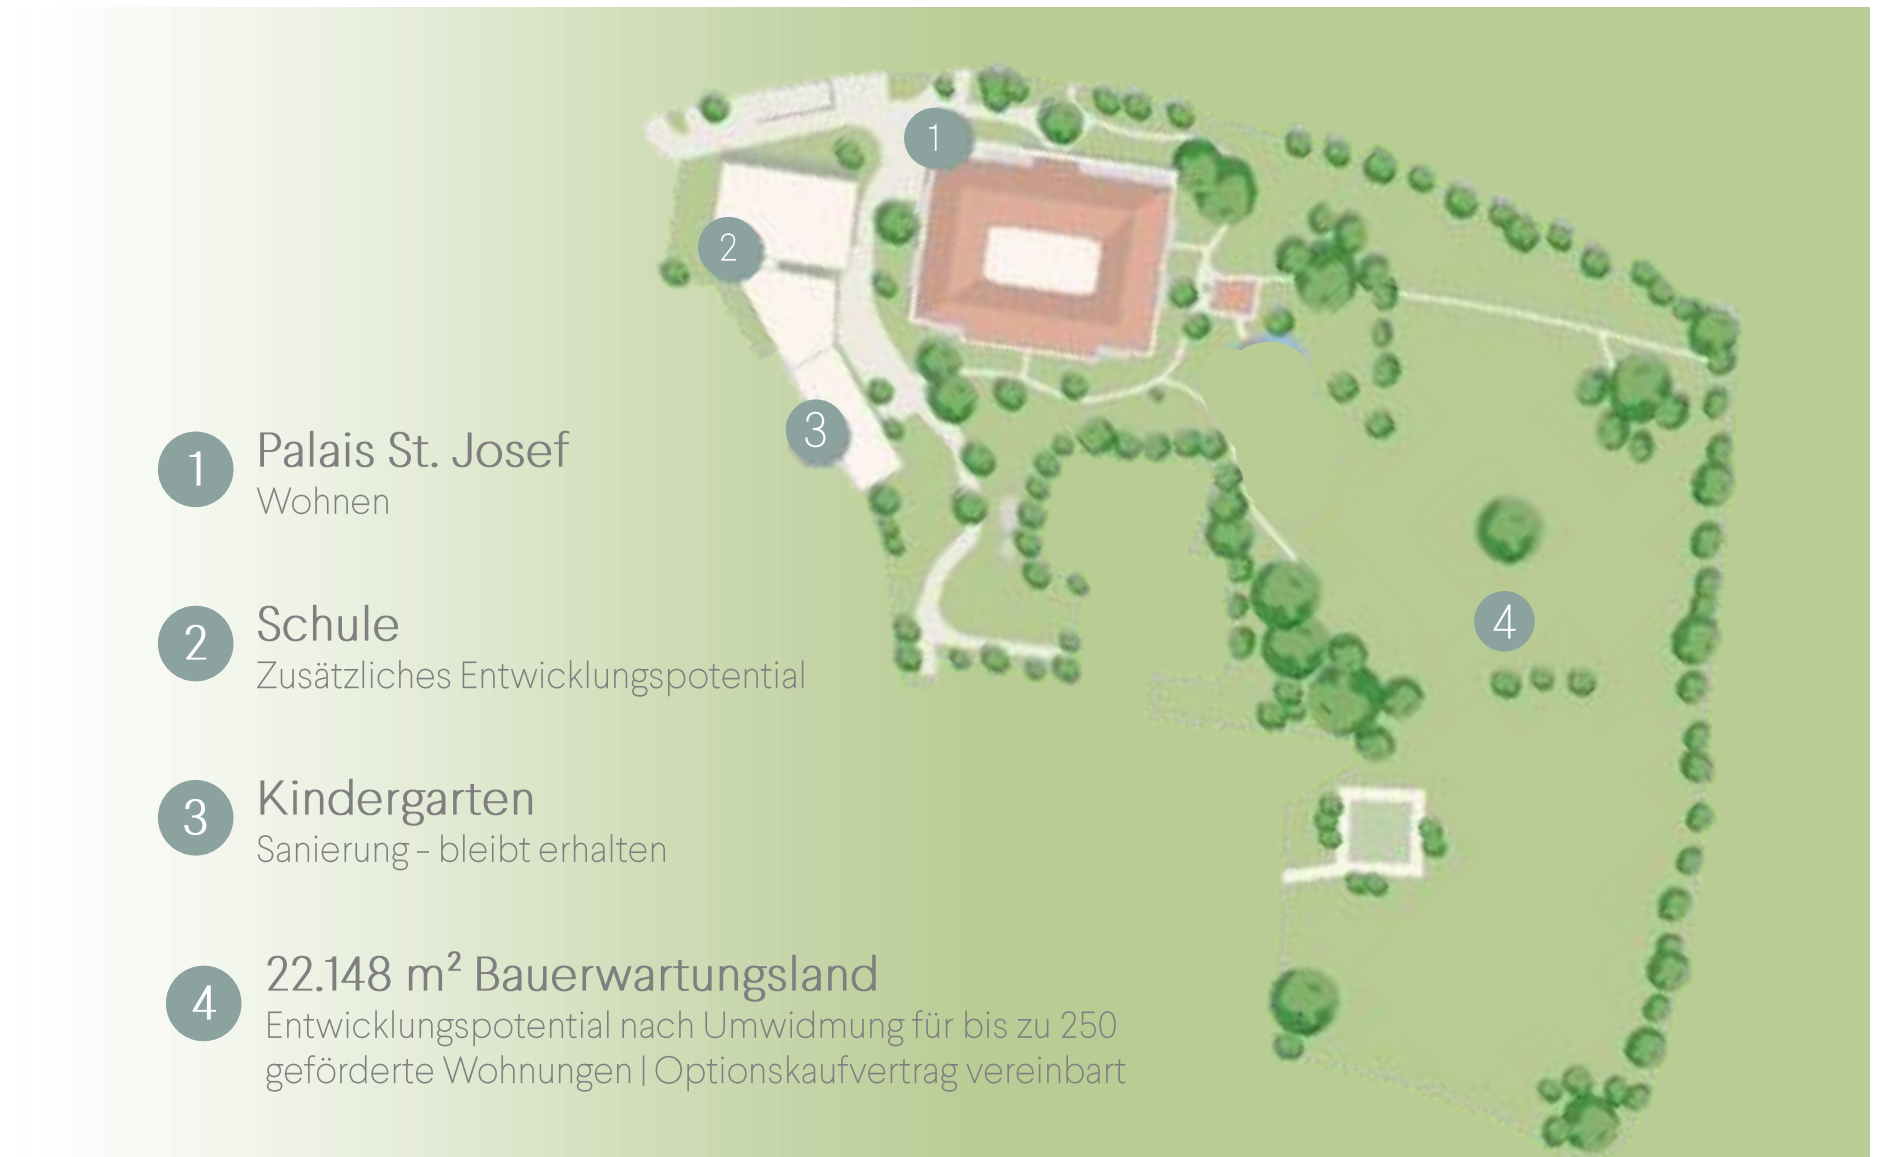 1
2
3
4
1
Palais St. Josef
Wohnen
2
Schule
Zusätzliches Entwicklungspotential
3
Kindergarten
Sanierung – bleibt erhalten
4
22.148 m² Bauerwartungsland
Entwicklungspotential nach Umwidmung für bis zu 250
geförderte Wohnungen | Optionskaufvertrag vereinbart